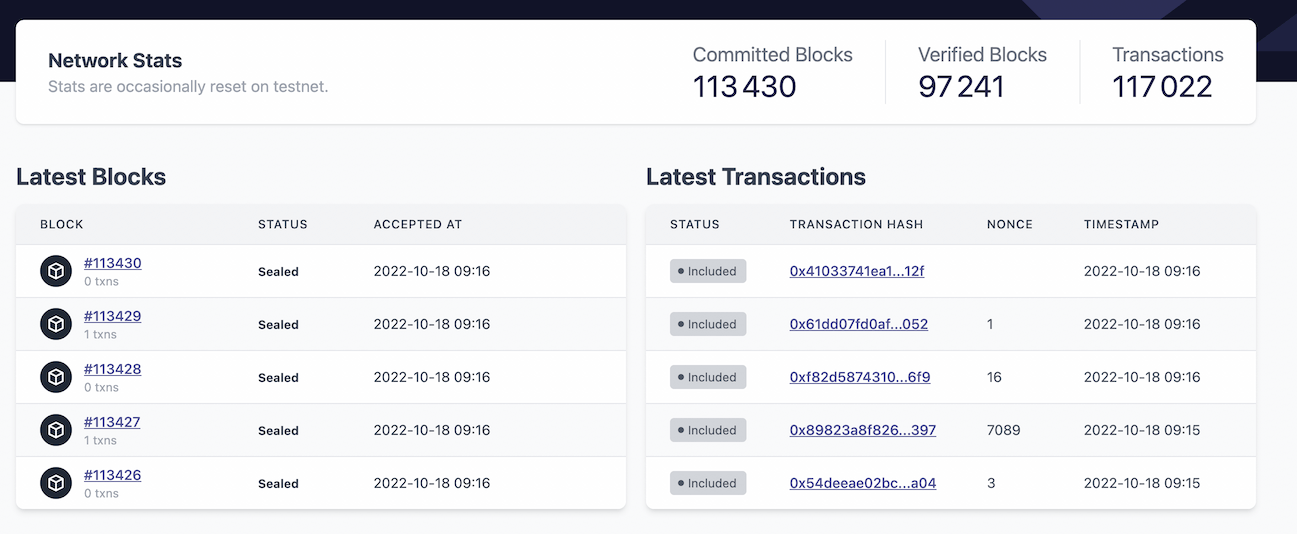 Network Stats
Stats are occasionally reset on testnet.
Committed Blocks
113 430
Verified Blocks
97 241
Transactions
117 022
Latest Blocks
BLOCK STATUS ACCEPTED AT
#113430
0 txns
Sealed 2022-10-18 09:16
#113429
1 txns
Sealed 2022-10-18 09:16
#113428
0 txns
Sealed 2022-10-18 09:16
#113427
1 txns
Sealed 2022-10-18 09:16
#113426
0 txns
Sealed 2022-10-18 09:16
Latest Transactions
STATUS TRANSACTION HASH NONCE TIMESTAMP
Included 0x41033741ea1...12f 2022-10-18 09:16
Included 0x61dd07fd0af...052 1 2022-10-18 09:16
Included 0xf82d5874310...6f9 16 2022-10-18 09:16
Included 0x89823a8f826...397 7089 2022-10-18 09:15
Included 0x54deeae02bc...a04 3 2022-10-18 09:15